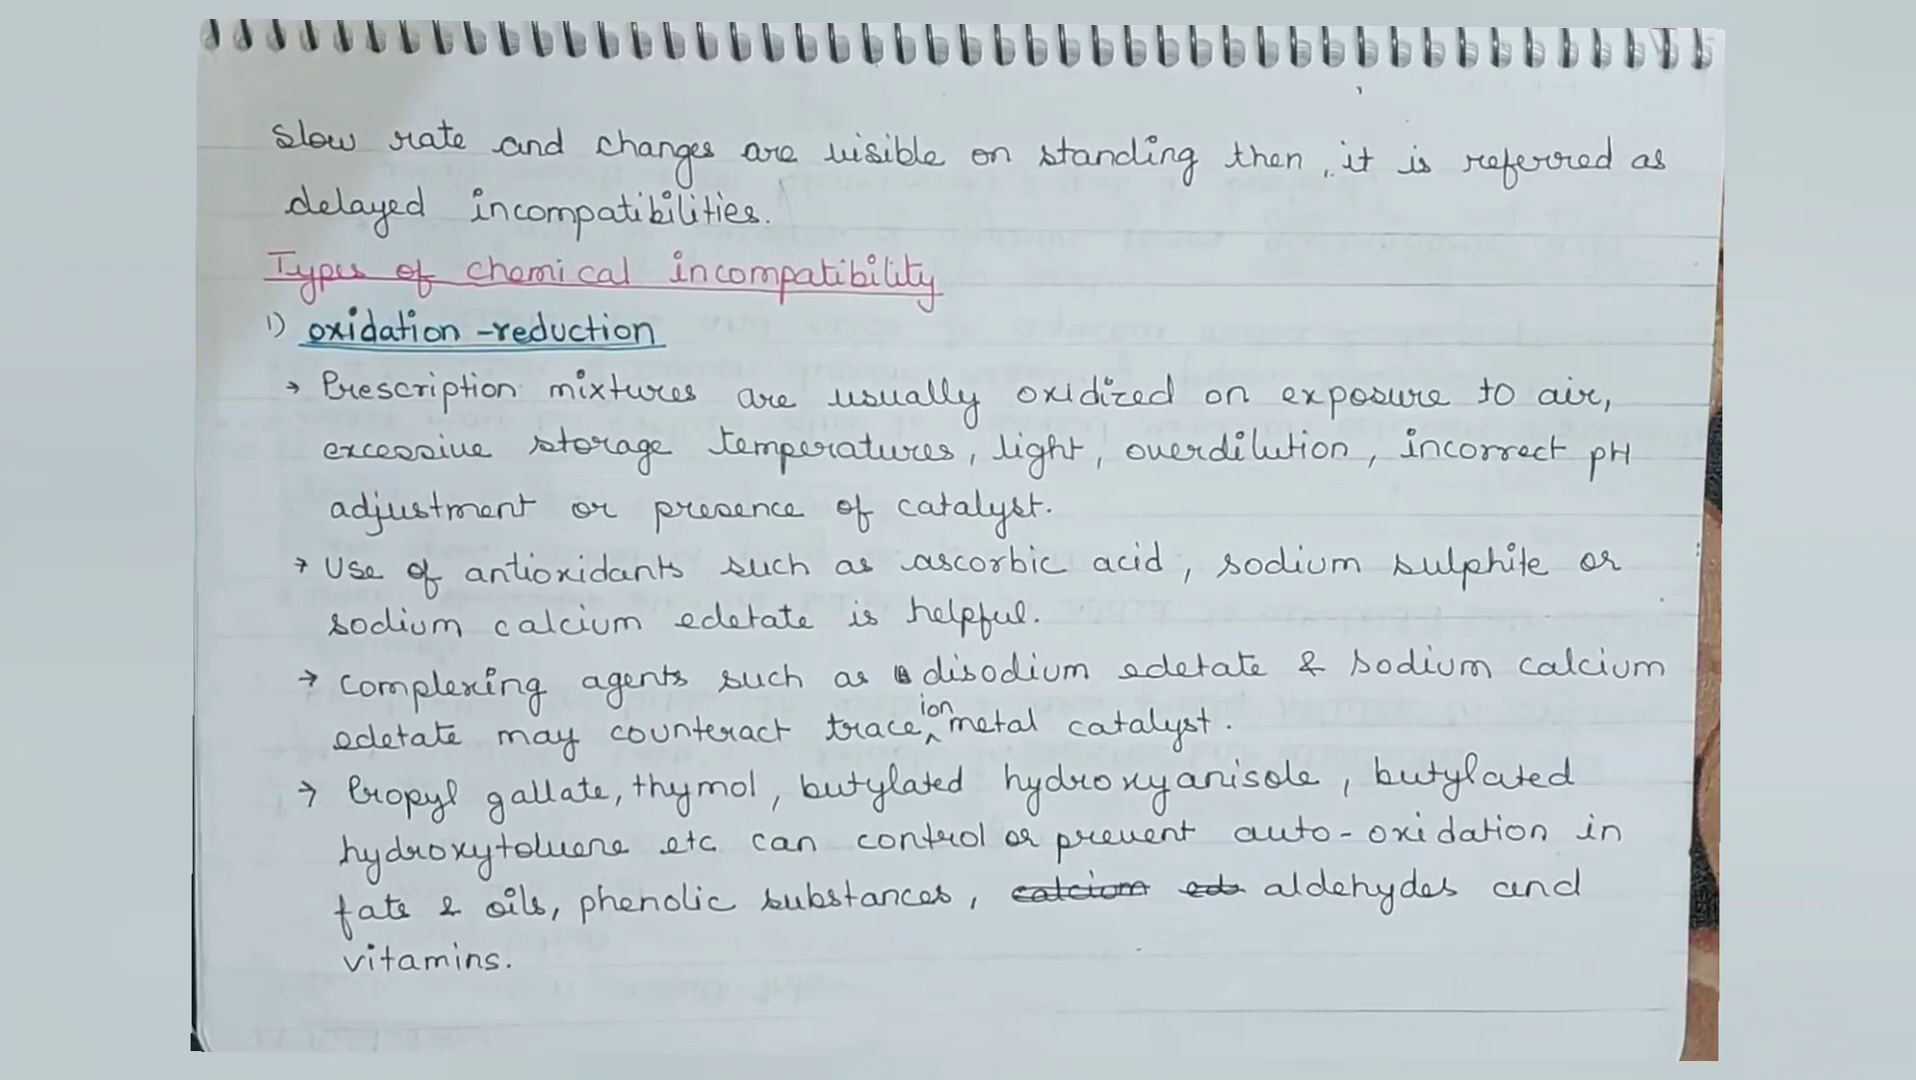 slow rate and changes are visible on standing then, it is referred as
delayed incompatibilities.
Types of chemical incompatibility
1) oxidation-reduction
→ Prescription mixtures are usually oxidized on exposure to air,
excessive storage temperatures, light, overdilution, incorrect pH
adjustment or presence of catalyst.
→ Use of antioxidants such as ascorbic acid, sodium sulphite or
sodium calcium edetate is helpful.
→ Complexing agents such as disodium edetate & sodium calcium
edetate may counteract trace ion metal catalyst.
→ Propyl gallate, thymol, butylated hydroxyanisole, butylated
hydroxytoluene etc can control or prevent auto-oxidation in
fats & oils, phenolic substances, calcium ede aldehydes and
vitamins.